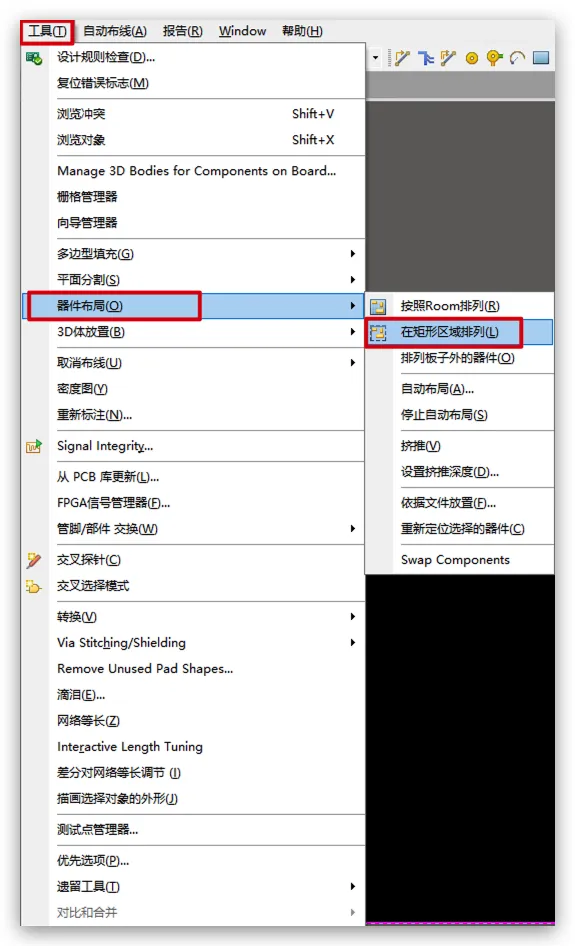 工具(T) 自动布线(A) 报告(R) Window 帮助(H)
设计规则检查(D)...
复位错误标志(M)
浏览冲突 Shift+V
浏览对象 Shift+X
Manage 3D Bodies for Components on Board...
栅格管理器
向导管理器
多边型填充(G)
平面分割(S)
器件布局(O)
3D体放置(B)
取消布线(U)
密度图(Y)
重新标注(N)...
Signal Integrity...
从 PCB 库更新(L)...
FPGA信号管理器(F)...
管脚/部件 交换(W)
交叉探针(C)
交叉选择模式
转换(V)
Via Stitching/Shielding
Remove Unused Pad Shapes...
滴泪(E)...
网络等长(Z)
Interactive Length Tuning
差分对网络等长调节 (I)
描画选择对象的外形(J)
测试点管理器...
优先选项(P)...
遗留工具(T)
对比和合并
按照Room排列(R)
在矩形区域排列(L)
排列板子外的器件(O)
自动布局(A)...
停止自动布局(S)
挤推(V)
设置挤推深度(D)...
依据文件放置(F)...
重新定位选择的器件(C)
Swap Components